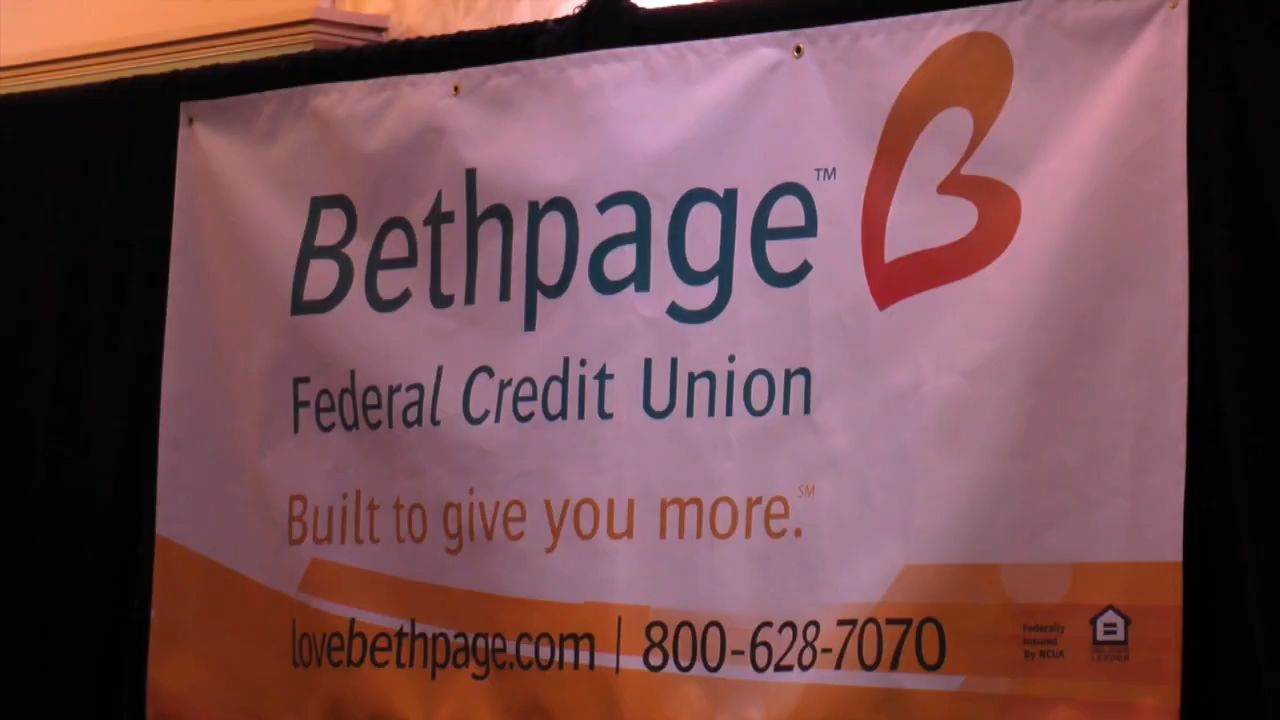 Bethpage™
Federal Credit Union
Built to give you more.℠
lovebethpage.com | 800-628-7070
Federally
Insured
By NCUA
LENDER